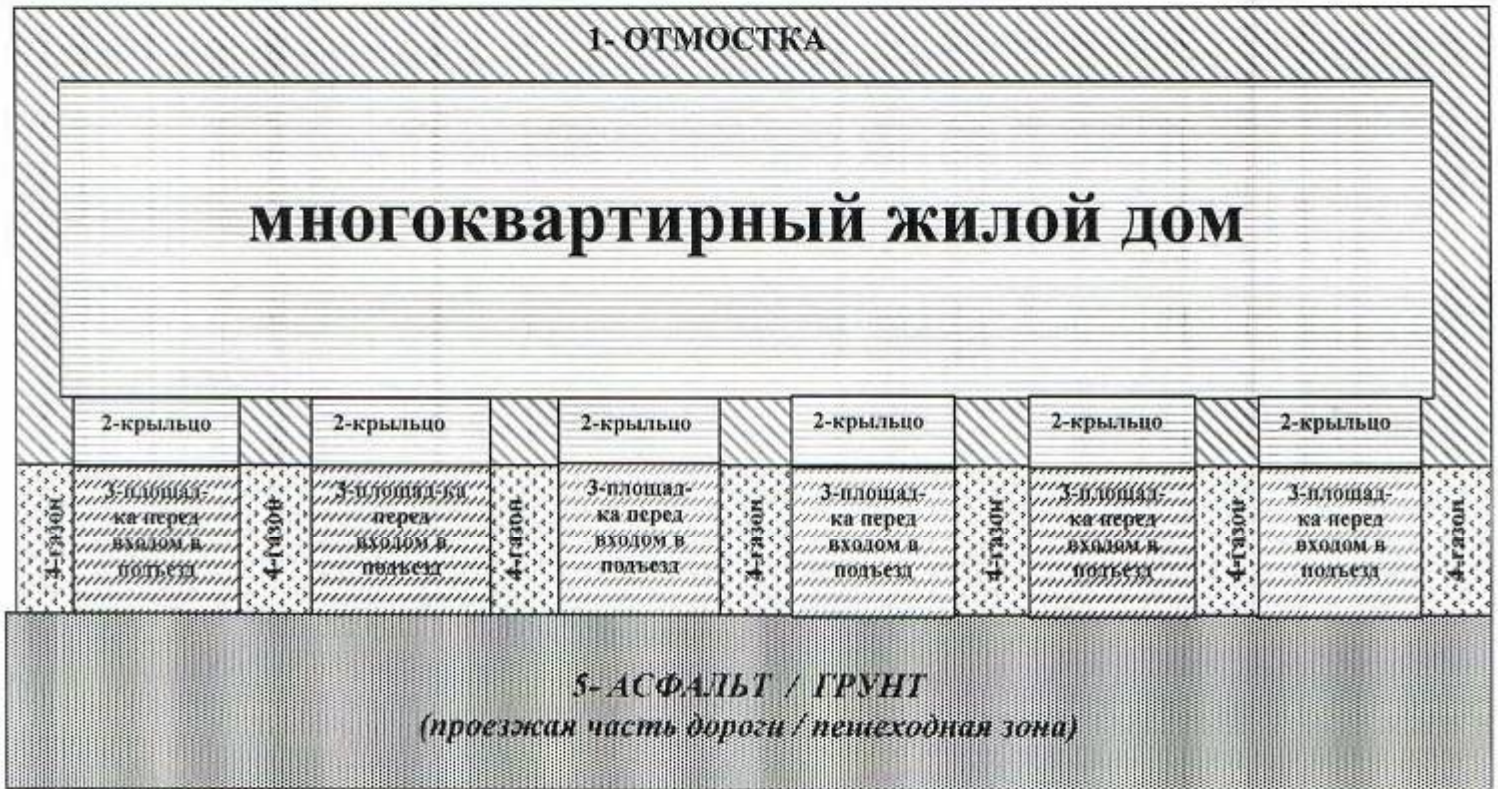 1- ОТМОСТКА
многоквартирный жилой дом
2-крыльцо
2-крыльцо
2-крыльцо
2-крыльцо
2-крыльцо
2-крыльцо
4-газон
3-площад-
ка перед
входом в
подъезд
4-газон
3-площад-ка
перед
входом в
подъезд
4-газон
3-площад-
ка перед
входом в
подъезд
4-газон
3-площад-
ка перед
входом в
подъезд
4-газон
3-площад-
ка перед
входом в
подъезд
4-газон
3-площад-
ка перед
входом в
подъезд
4-газон
5- АСФАЛЬТ / ГРУНТ
(проезжая часть дороги / пешеходная зона)